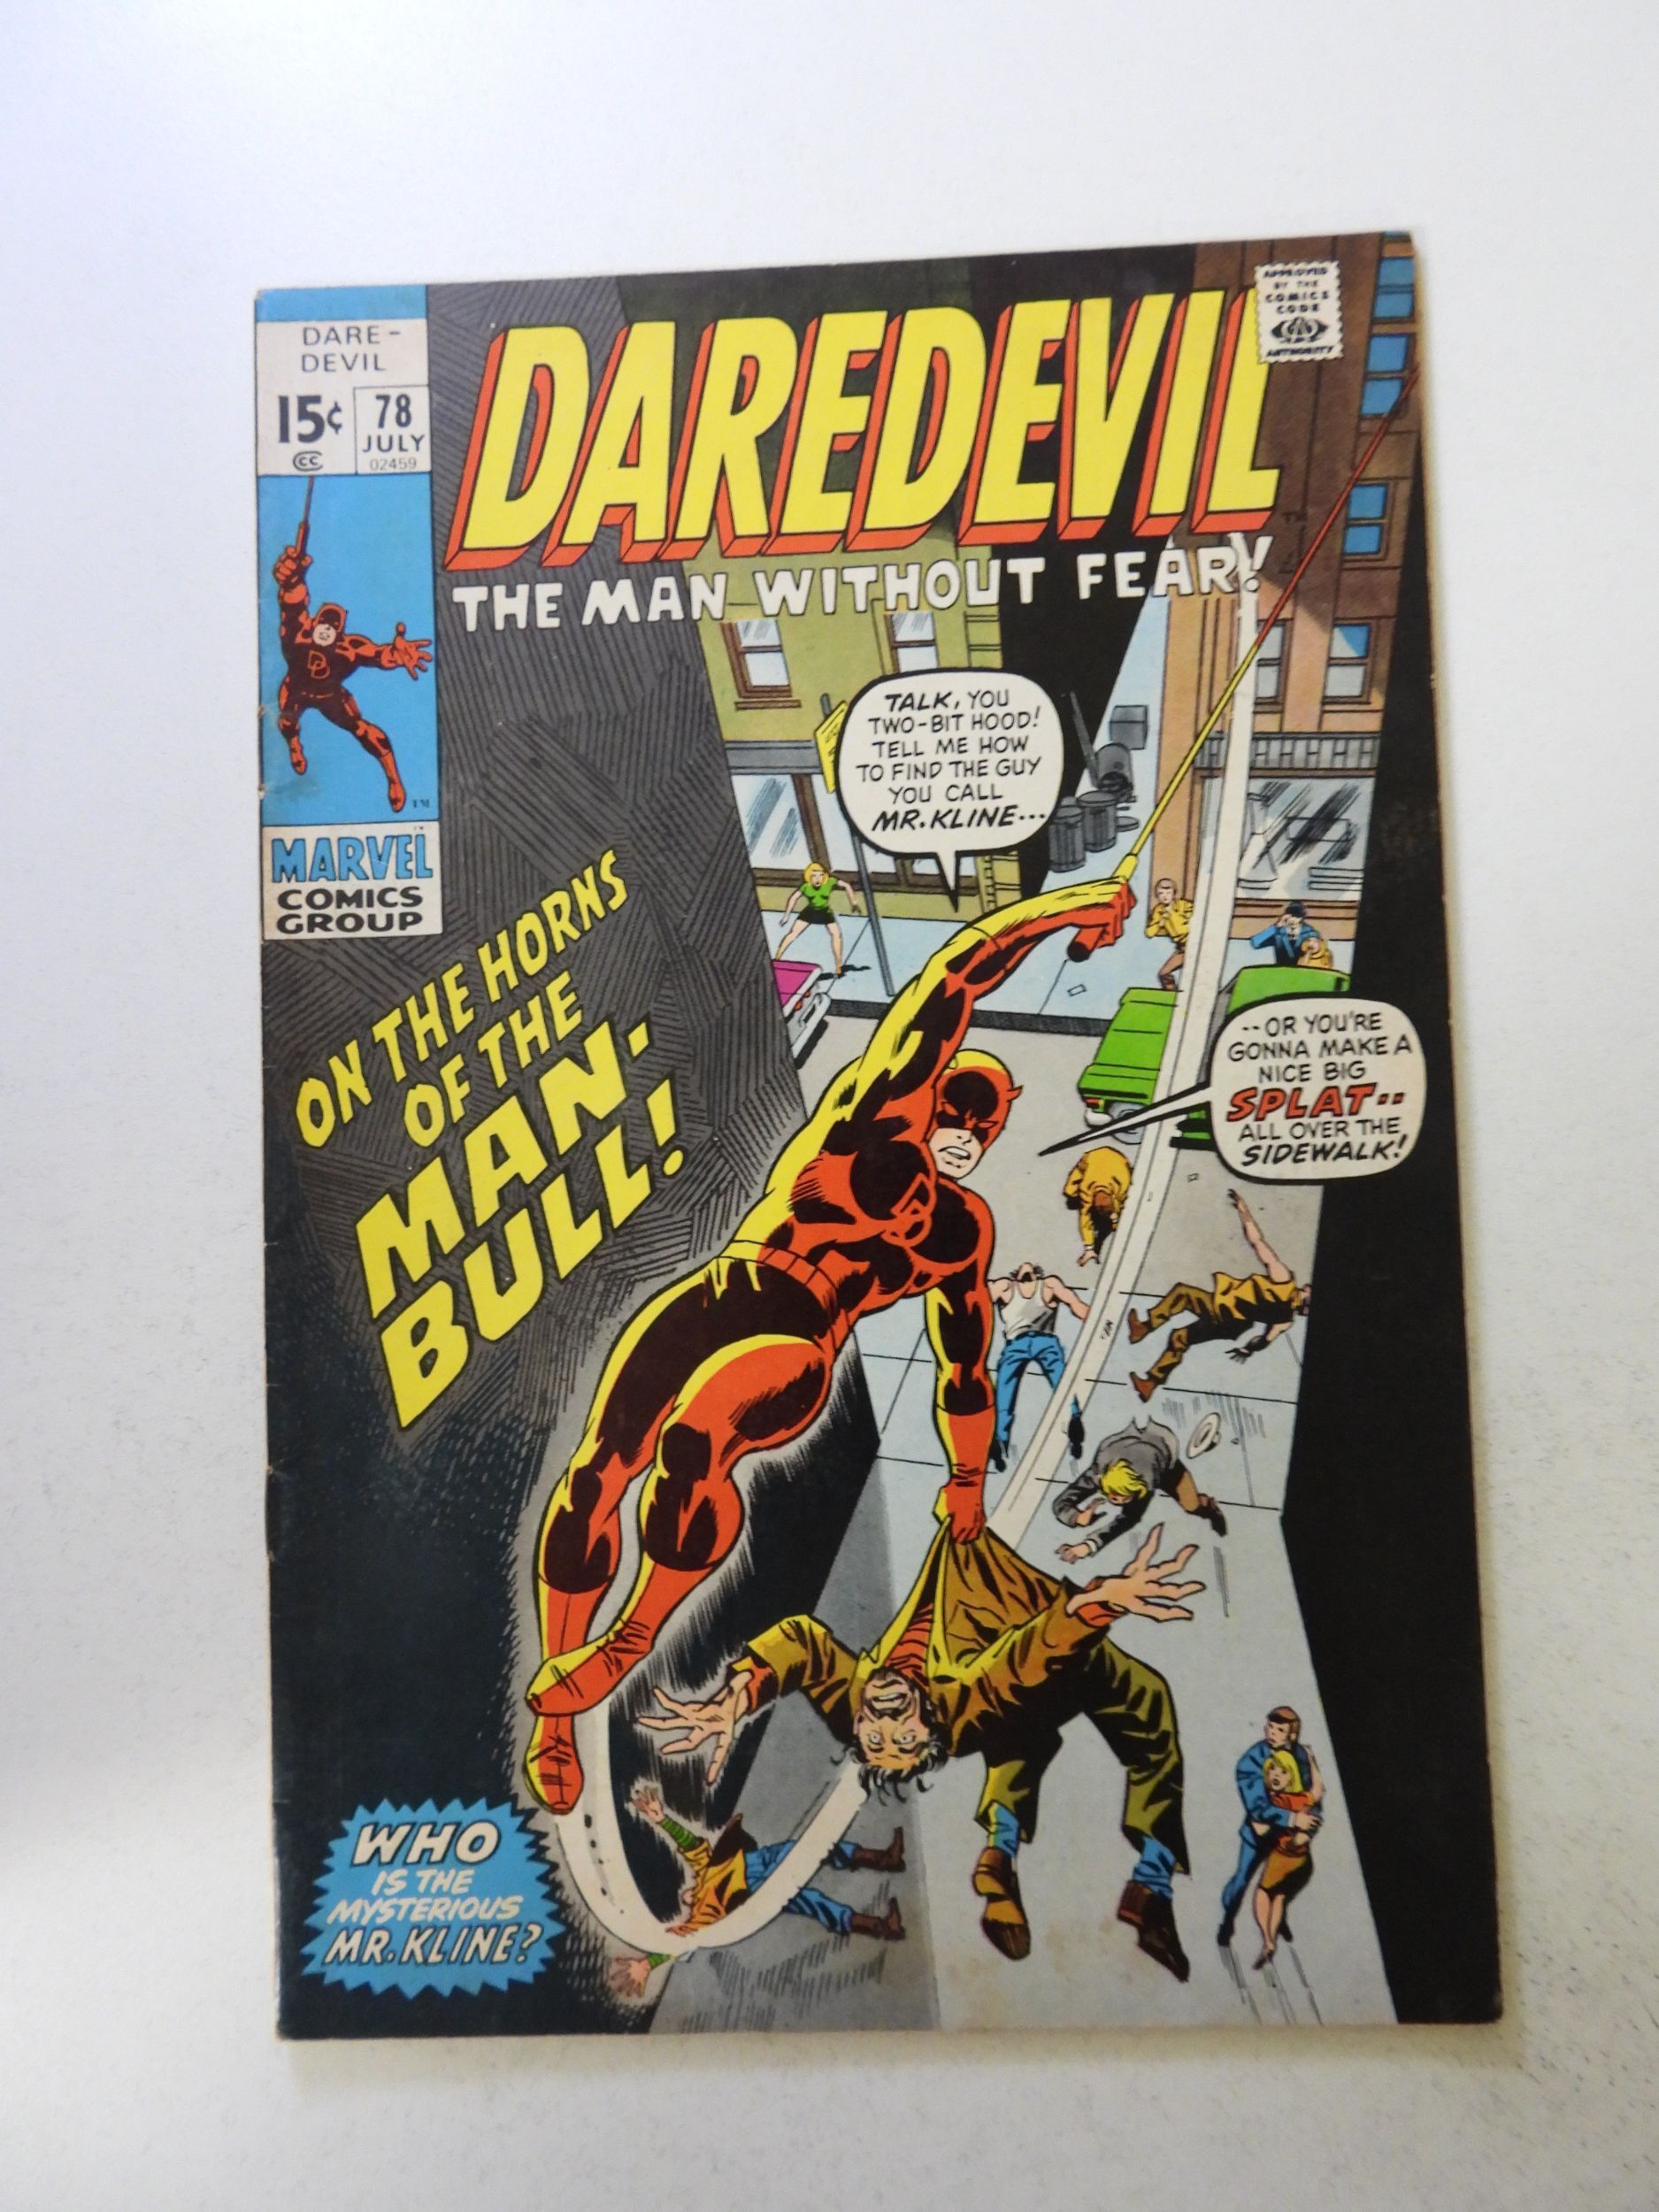 DARE-
DEVIL
15¢
CC
78
JULY
02459
TM
MARVEL
COMICS
GROUP
DAREDEVIL
THE MAN WITHOUT FEAR!
APPROVED
BY THE
COMICS
CODE
AUTHORITY
TALK, YOU
TWO-BIT HOOD!
TELL ME HOW
TO FIND THE GUY
YOU CALL
MR. KLINE...
--OR YOU'RE
GONNA MAKE A
NICE BIG
SPLAT--
ALL OVER THE
SIDEWALK!
ON THE HORNS
OF THE
MAN-
BULL!
WHO
IS THE
MYSTERIOUS
MR. KLINE?